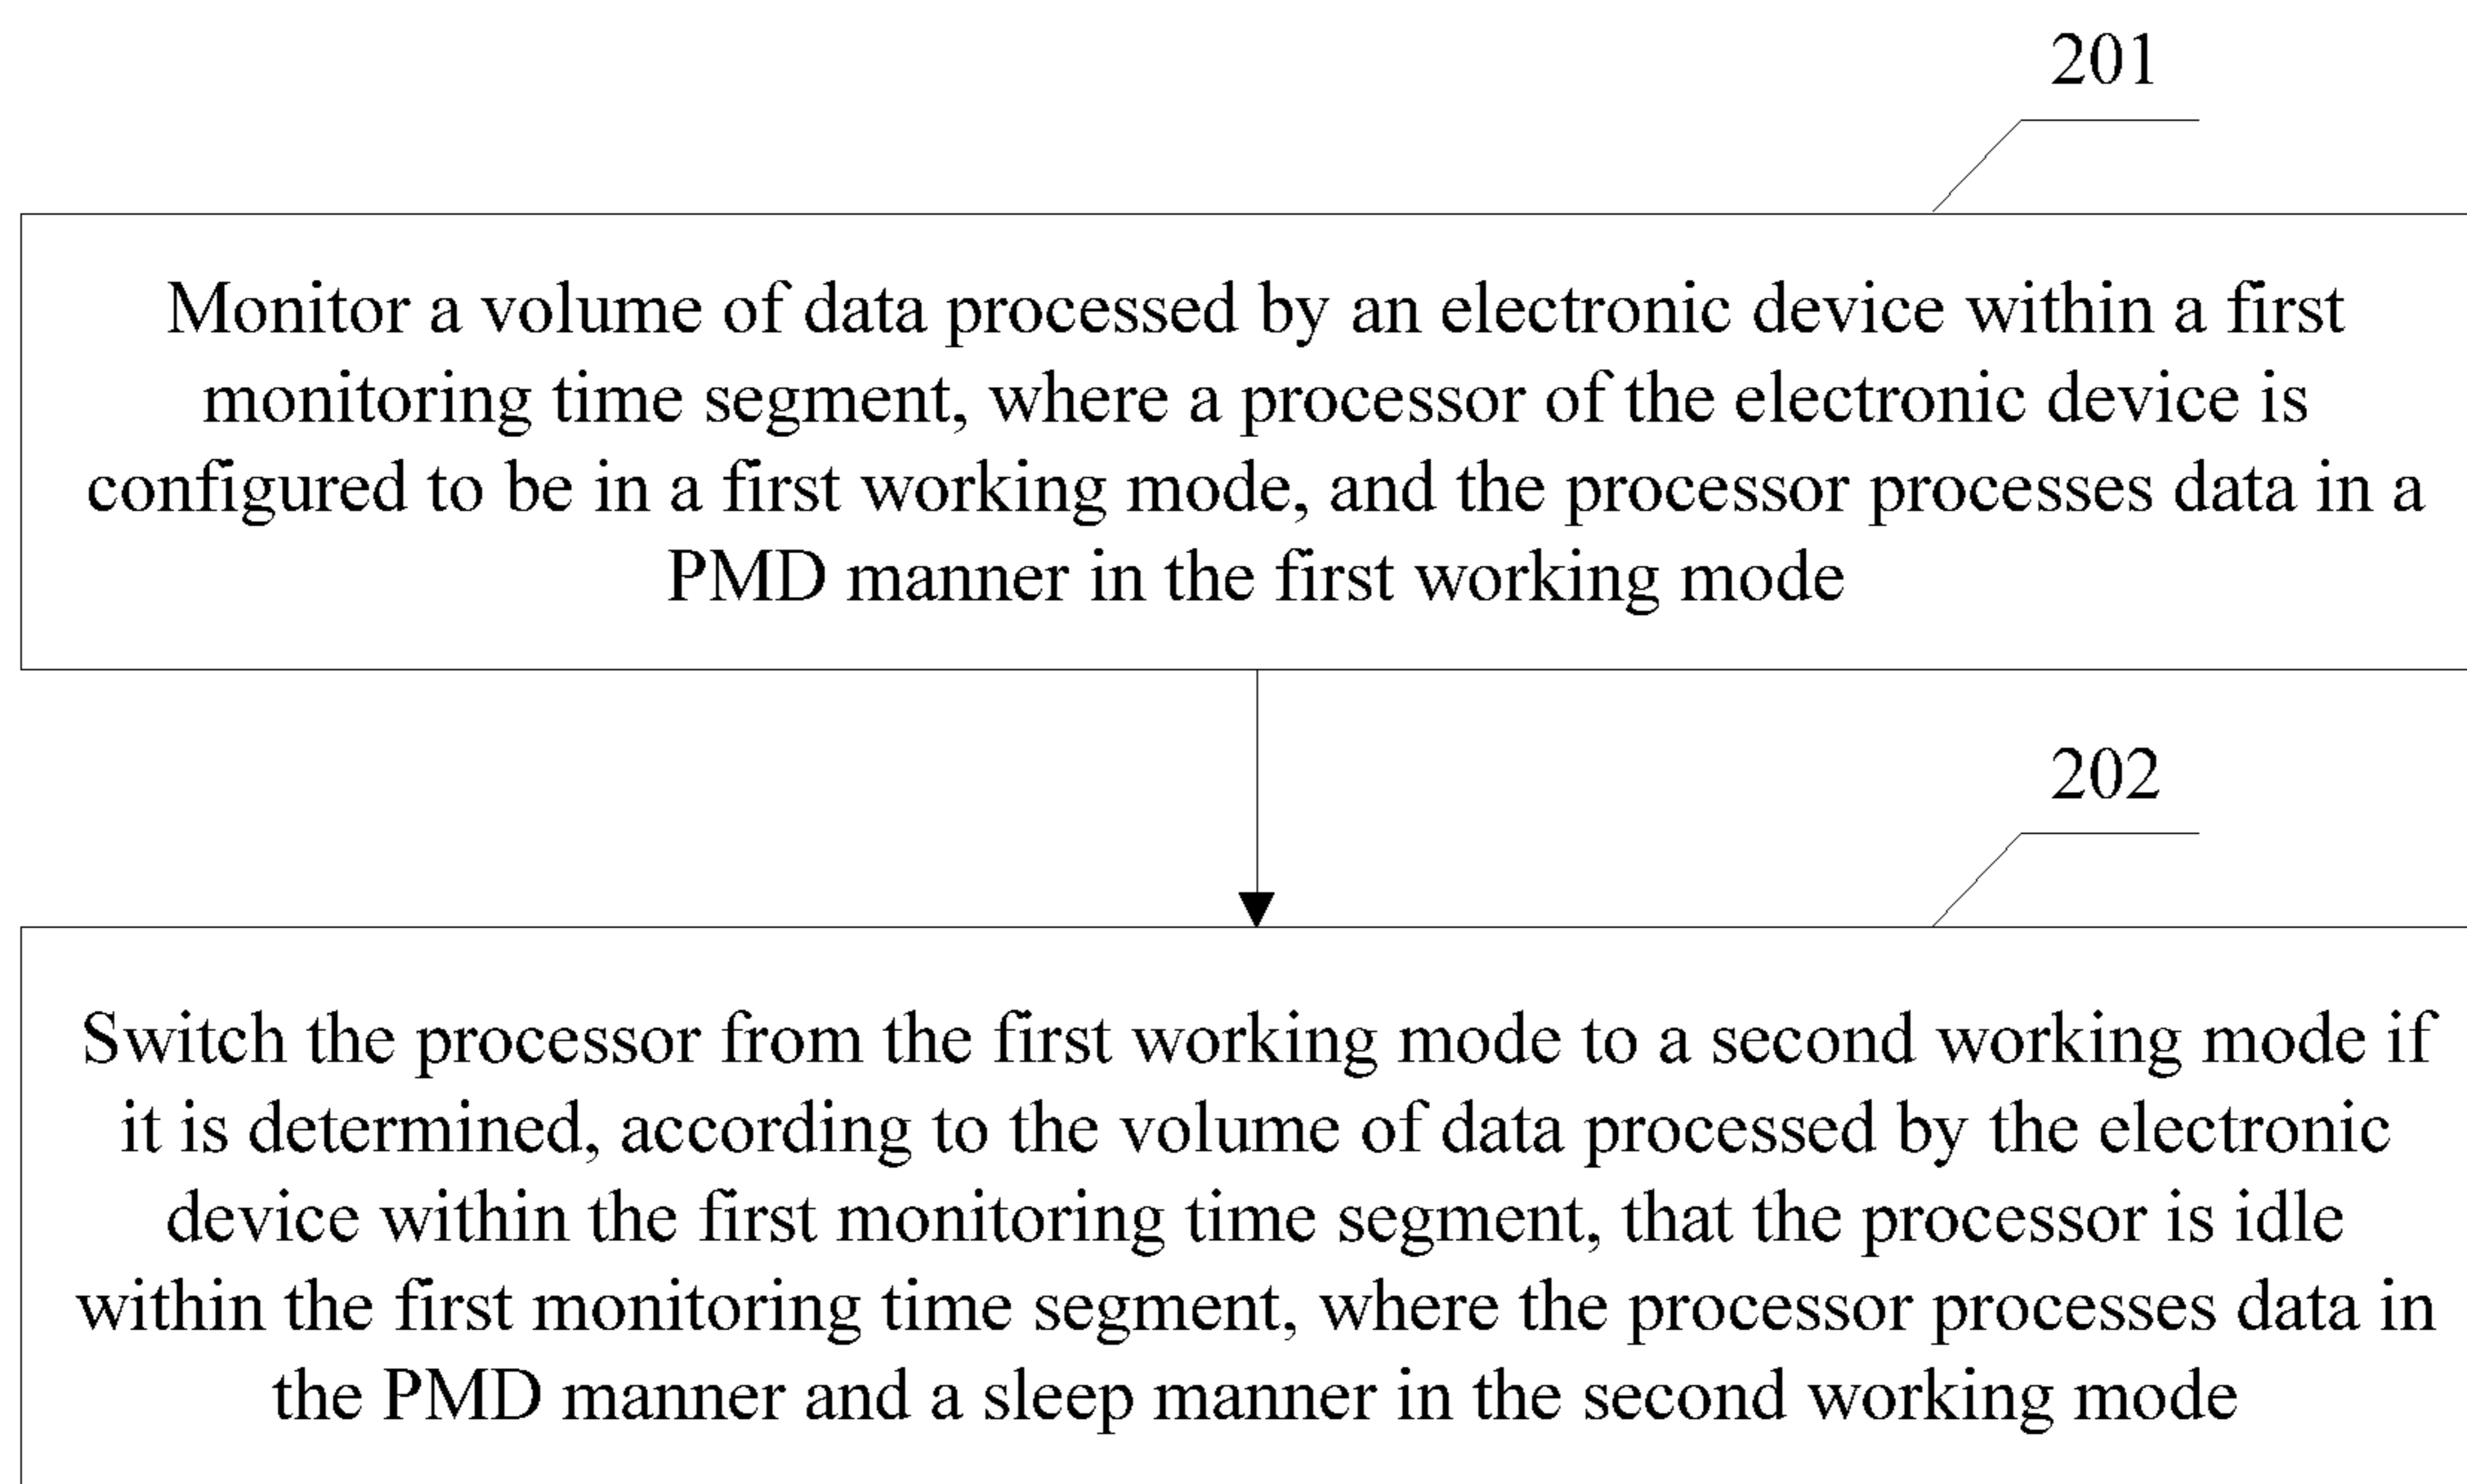 201
Monitor a volume of data processed by an electronic device within a first
monitoring time segment, where a processor of the electronic device is
configured to be in a first working mode, and the processor processes data in a
PMD manner in the first working mode
202
Switch the processor from the first working mode to a second working mode if
it is determined, according to the volume of data processed by the electronic
device within the first monitoring time segment, that the processor is idle
within the first monitoring time segment, where the processor processes data in
the PMD manner and a sleep manner in the second working mode